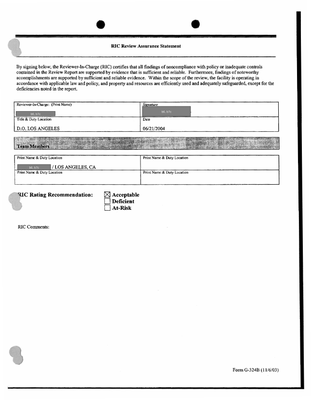 RIC Review Assurance Statement
By signing below, the Reviewer-In-Charge (RIC) certifies that all findings of noncompliance with policy or inadequate controls
contained in the Review Report are supported by evidence that is sufficient and reliable. Furthermore, findings of noteworthy
accomplishments are supported by sufficient and reliable evidence. Within the scope of the review, the facility is operating in
accordance with applicable law and policy, and property and resources are efficiently used and adequately safeguarded, except for the
deficiencies noted in the report.
Reviewer-In-Charge: (Print Name) Signature
Title & Duty Location Date
D.O. LOS ANGELES 06/21/2004
Team Members
Print Name & Duty Location Print Name & Duty Location
/ LOS ANGELES, CA
Print Name & Duty Location Print Name & Duty Location
RIC Rating Recommendation: Acceptable
Deficient
At-Risk
RIC Comments:
Form G-324B (11/6/03)